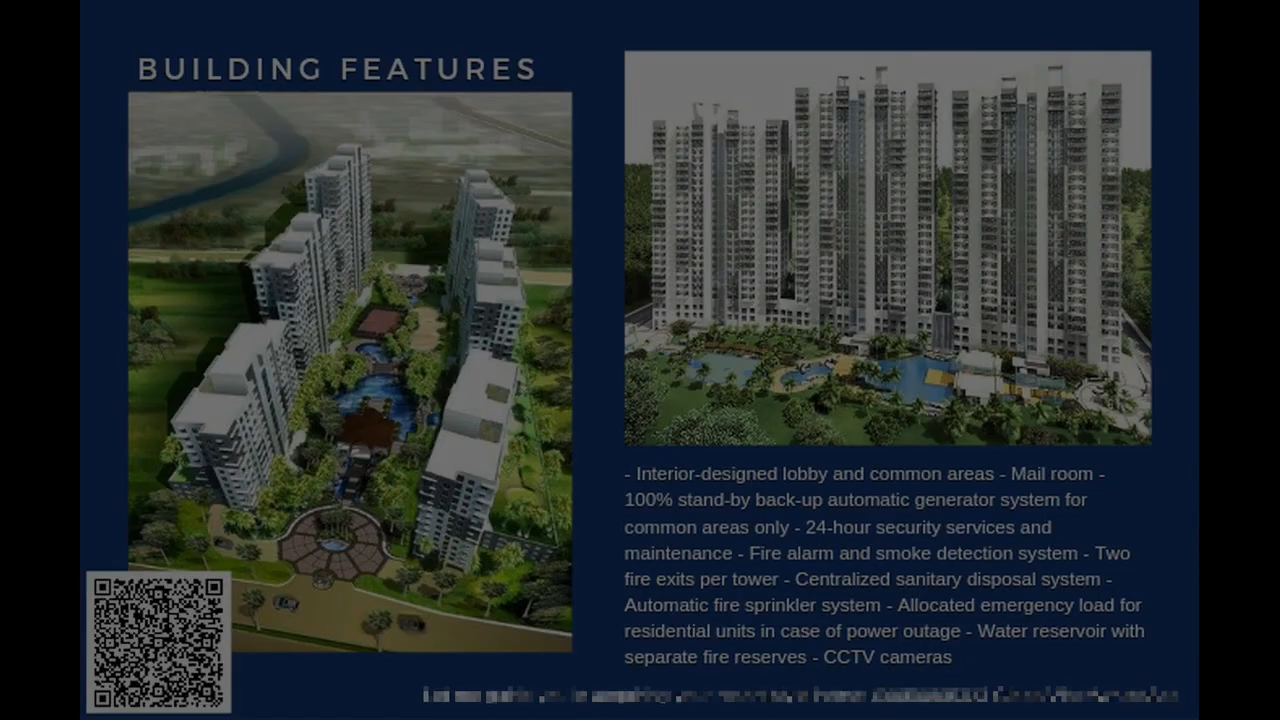 BUILDING FEATURES
- Interior-designed lobby and common areas - Mail room -
100% stand-by back-up automatic generator system for
common areas only - 24-hour security services and
maintenance - Fire alarm and smoke detection system - Two
fire exits per tower - Centralized sanitary disposal system -
Automatic fire sprinkler system - Allocated emergency load for
residential units in case of power outage - Water reservoir with
separate fire reserves - CCTV cameras